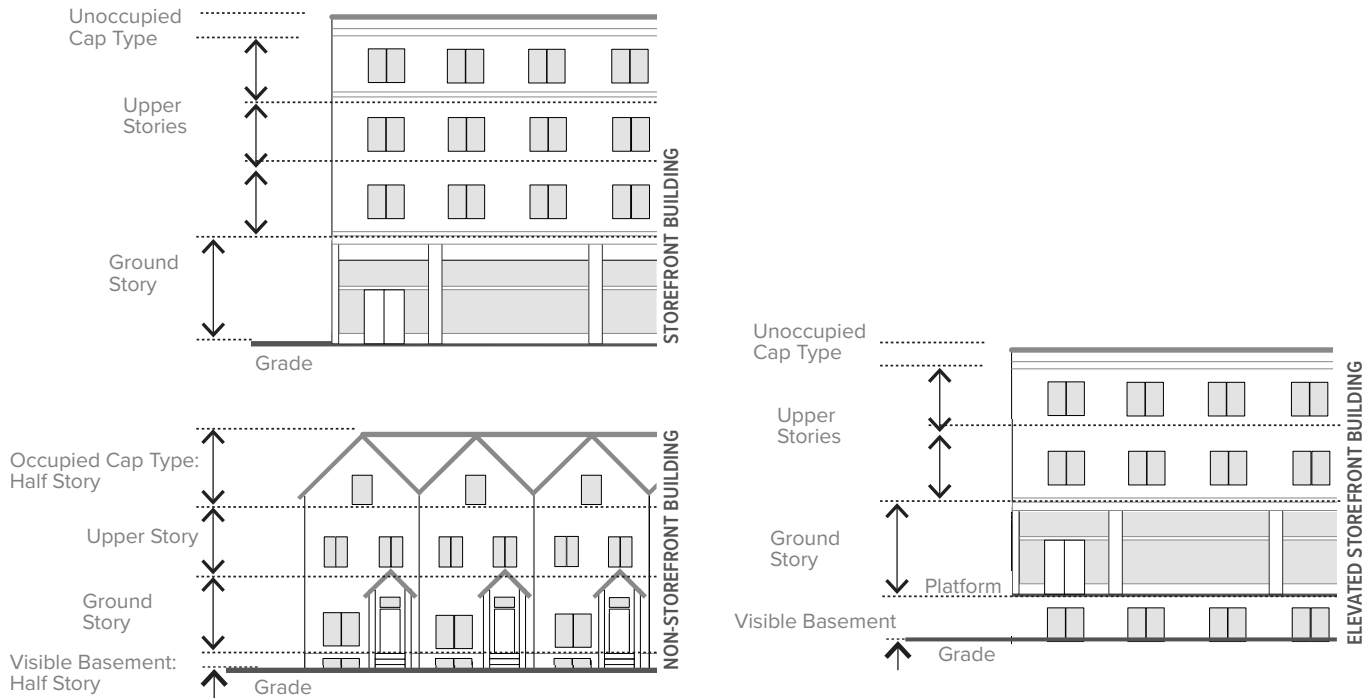 Unoccupied
Cap Type
Upper
Stories
Ground
Story
Grade
STOREFRONT BUILDING
Occupied Cap Type:
Half Story
Upper Story
Ground
Story
Visible Basement:
Half Story
Grade
NON-STOREFRONT BUILDING
Unoccupied
Cap Type
Upper
Stories
Ground
Story
Platform
Visible Basement
Grade
ELEVATED STOREFRONT BUILDING